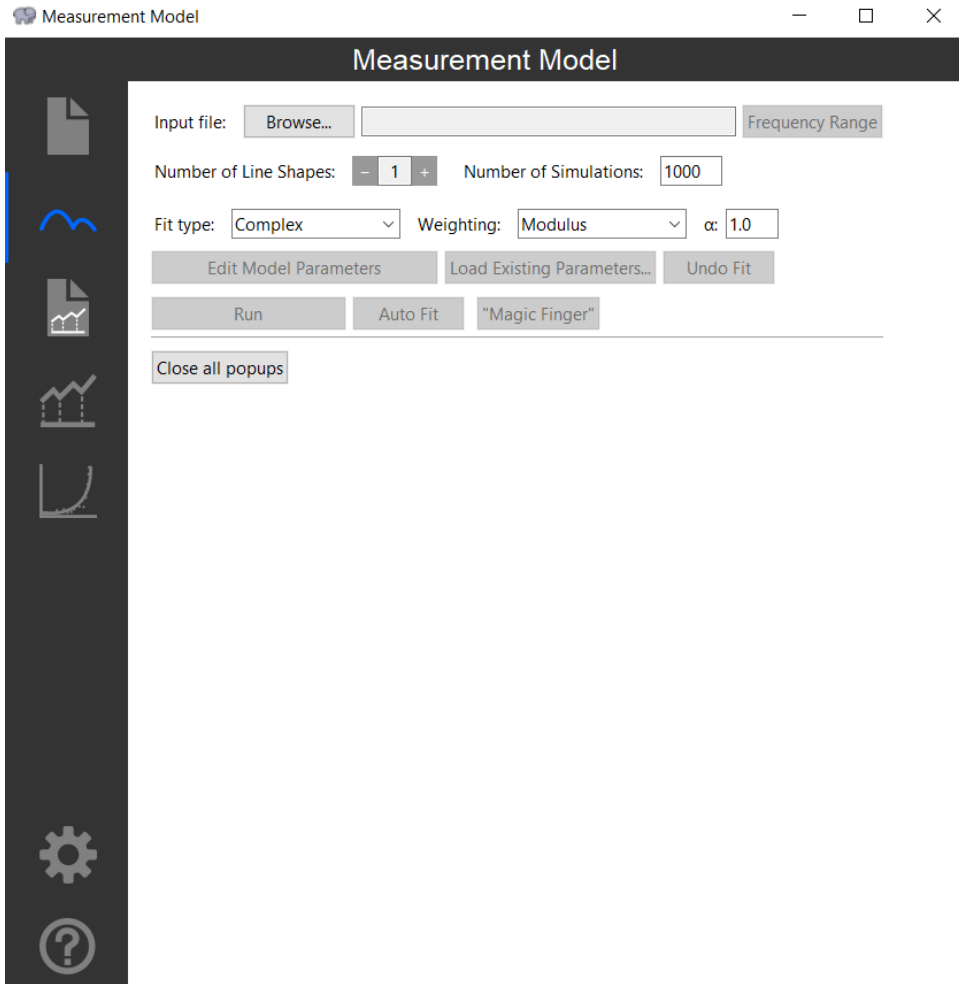 Measurement Model
Measurement Model
Input file: Browse... Frequency Range
Number of Line Shapes: − 1 + Number of Simulations: 1000
Fit type: Complex Weighting: Modulus α: 1.0
Edit Model Parameters Load Existing Parameters... Undo Fit
Run Auto Fit "Magic Finger"
Close all popups
?